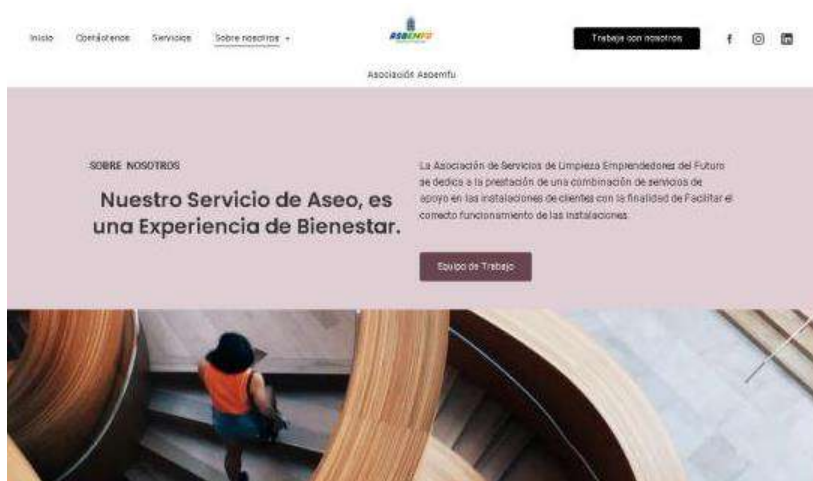 Inicio
Contáctenos
Servicios
Sobre nosotros
ASOEMFU
Trabaja con nosotros
Asociación Asoemfu
SOBRE NOSOTROS
Nuestro Servicio de Aseo, es
una Experiencia de Bienestar.
La Asociación de Servicios de Limpieza Emprendedores del Futuro
se dedica a la prestación de una combinación de servicios de
apoyo en las instalaciones de clientes con la finalidad de Facilitar el
correcto funcionamiento de las instalaciones.
Equipo de Trabajo